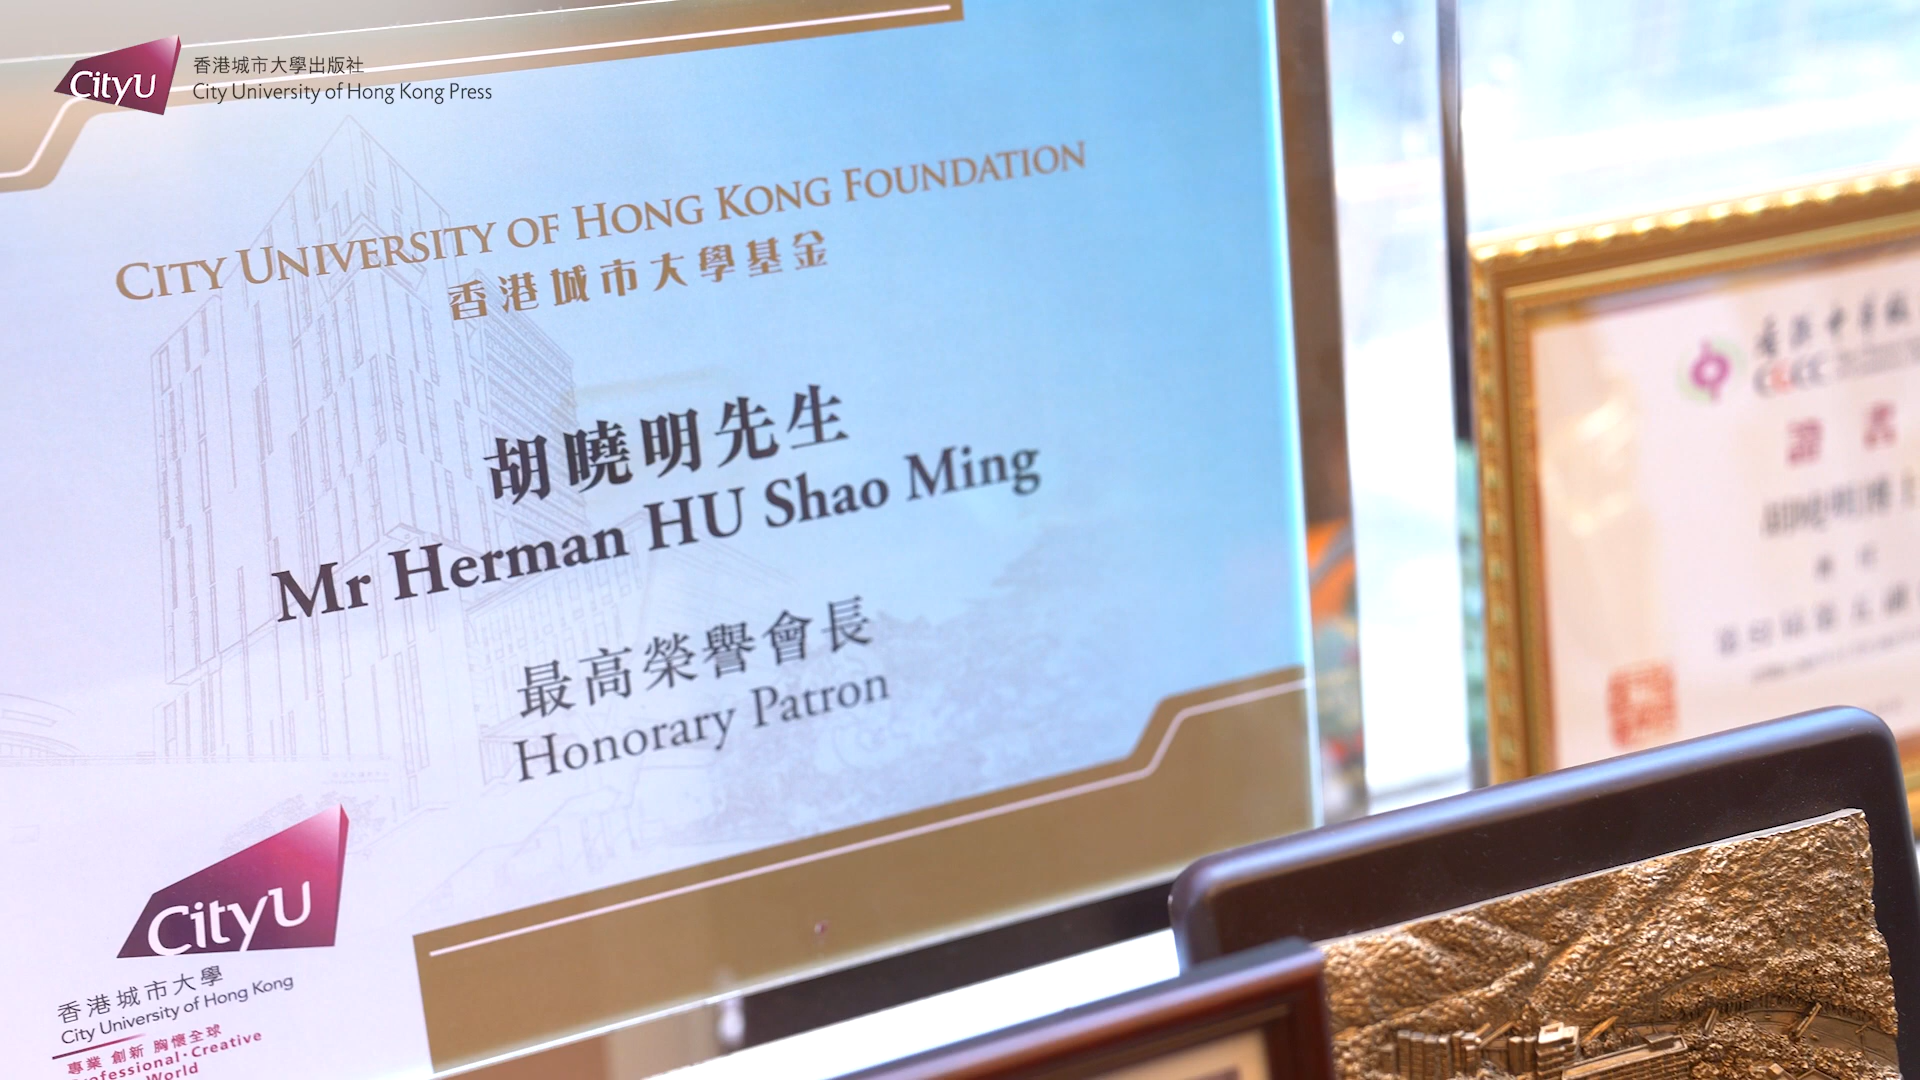 CityU
香港城市大學出版社
City University of Hong Kong Press
CITY UNIVERSITY OF HONG KONG FOUNDATION
香港城市大學基金
胡曉明先生
Mr Herman HU Shao Ming
最高榮譽會長
Honorary Patron
CityU
香港城市大學
City University of Hong Kong
專業 創新 胸懷全球
Professional·Creative
World
證書